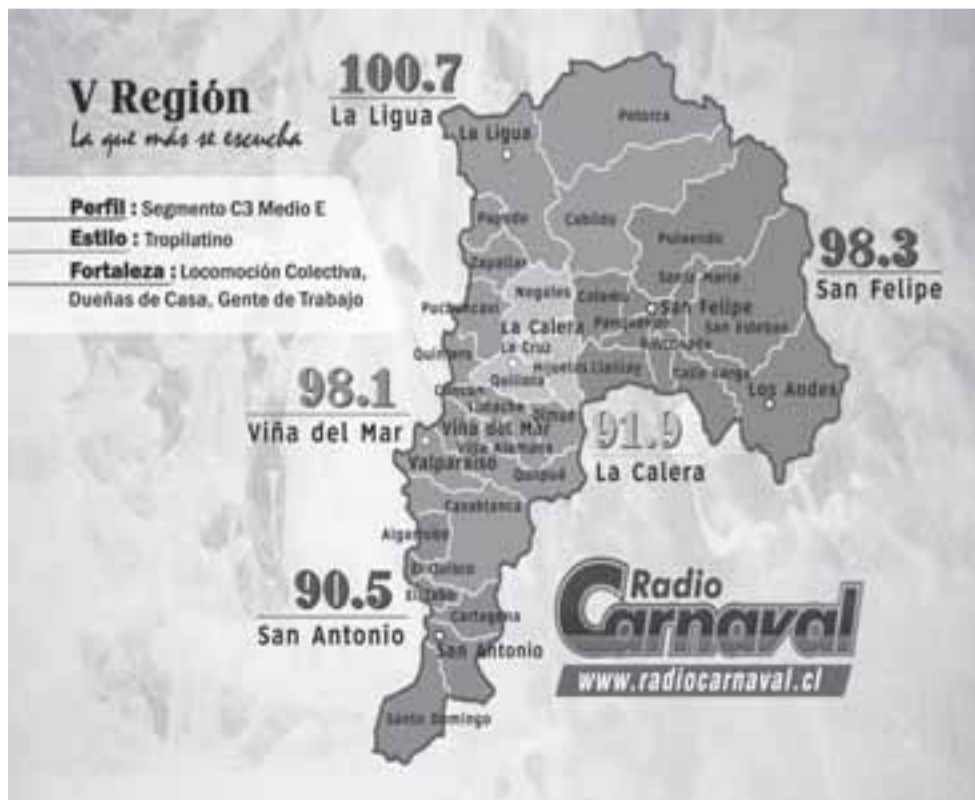 V Región
La que más se escucha
Perfil : Segmento C3 Medio E
Estilo : Tropilatino
Fortaleza : Locomoción Colectiva,
Dueñas de Casa, Gente de Trabajo
100.7
La Ligua
La Ligua
Petorca
Papudo
Cabildo
Zapallar
Putaendo
98.3
San Felipe
Santa María
Nogales
Catemu
San Felipe
Puchuncaví
La Calera
Panquehue
San Esteban
La Cruz
Rinconada
Quintero
Hijuelas Llaillay
Calle Larga
Quillota
Los Andes
98.1
Viña del Mar
Concón
Limache
Olmué
Viña del Mar
91.9
La Calera
Villa Alemana
Valparaíso
Quilpué
Casablanca
Algarrobo
El Quisco
90.5
San Antonio
El Tabo
Cartagena
San Antonio
Santo Domingo
Radio
Carnaval
www.radiocarnaval.cl